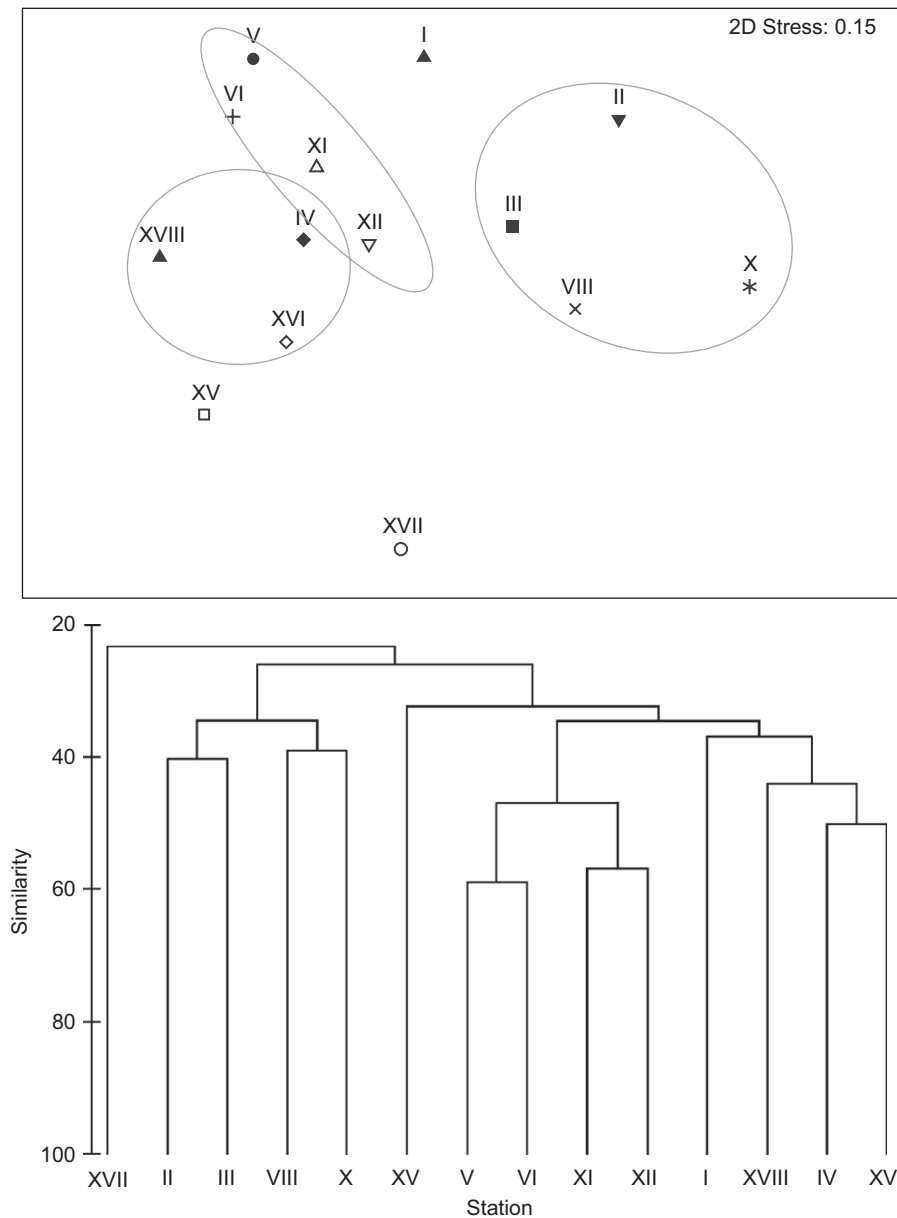 2D Stress: 0.15
V
I
VI
II
XI
III
IV
XII
XVIII
X
VIII
XVI
XV
XVII
20
40
60
80
100
Similarity
XVII II III VIII X XV V VI XI XII I XVIII IV XV
Station